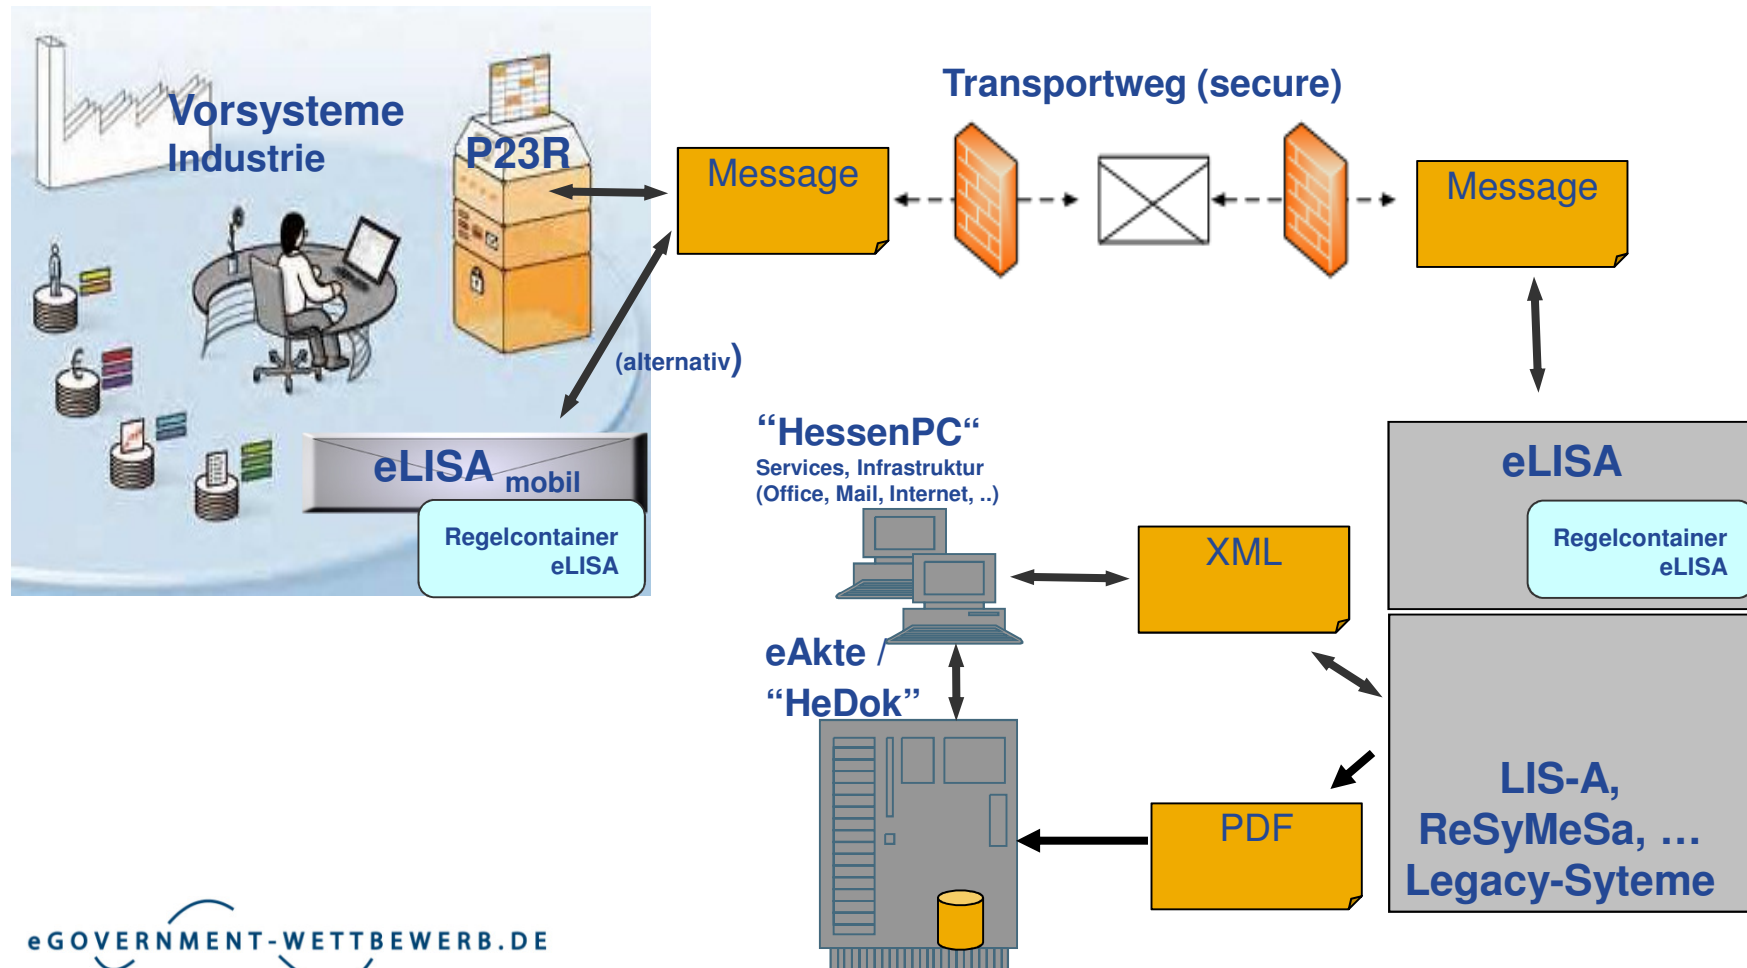 Vorsysteme
Industrie
P23R
Transportweg (secure)
Message
Message
(alternativ)
eLISA mobil
Regelcontainer
eLISA
“HessenPC“
Services, Infrastruktur
(Office, Mail, Internet, ..)
XML
eLISA
Regelcontainer
eLISA
eAkte /
“HeDok”
PDF
LIS-A,
ReSyMeSa, …
Legacy-Syteme
eGOVERNMENT-WETTBEWERB.DE